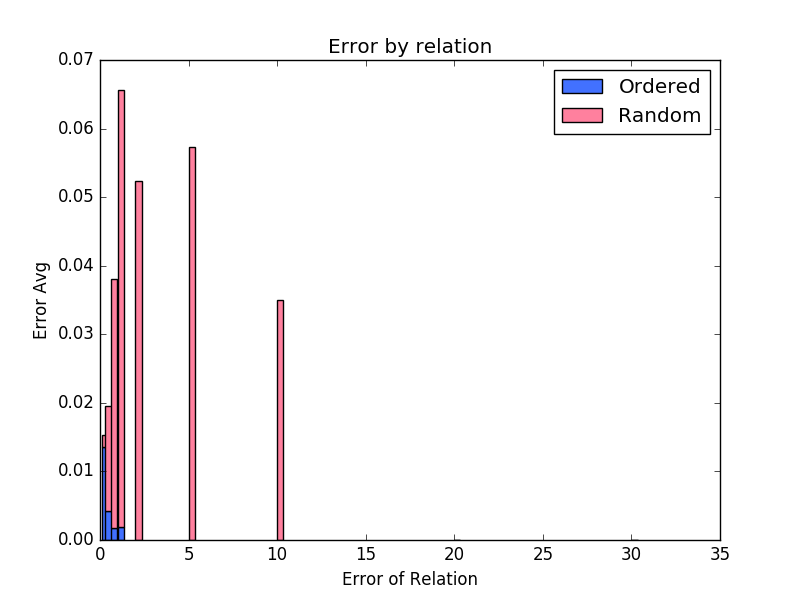 Error by relation
Ordered
Random
0.07
0.06
0.05
0.04
0.03
0.02
0.01
0.00
Error Avg
0 5 10 15 20 25 30 35
Error of Relation